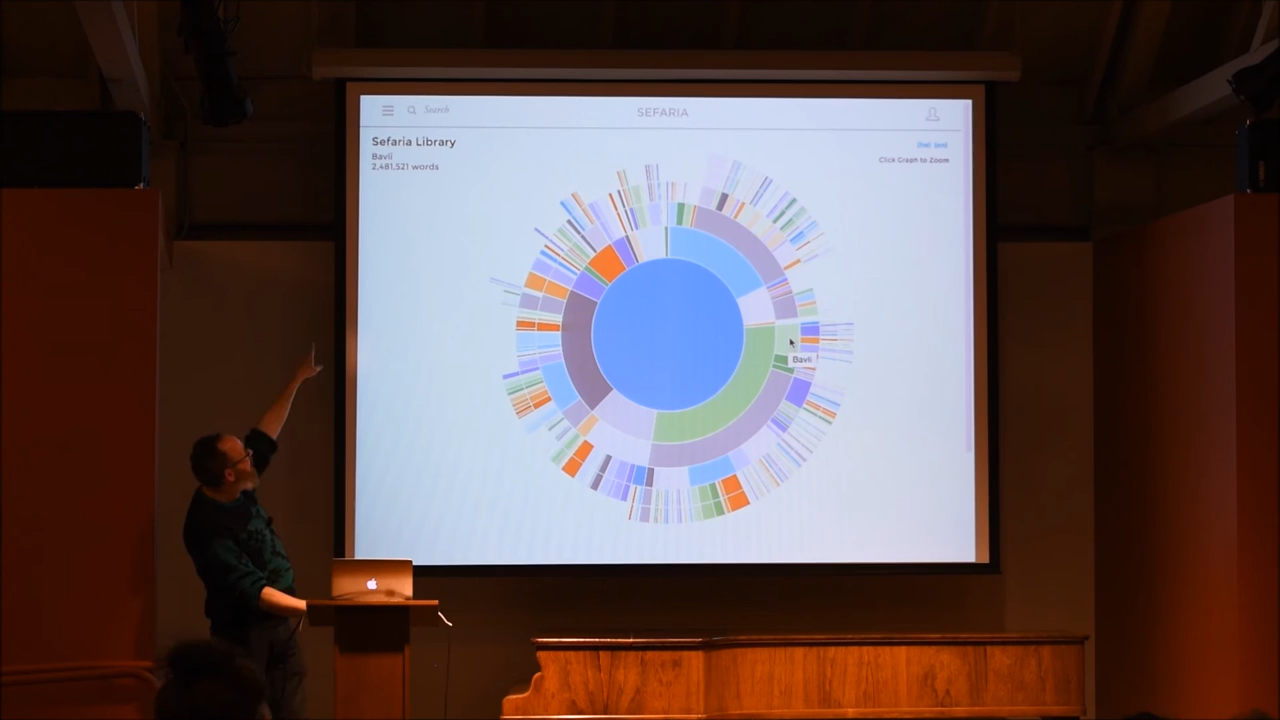 Search
SEFARIA
Sefaria Library
Bavli
2,481,521 words
Click Graph to Zoom
Bavli